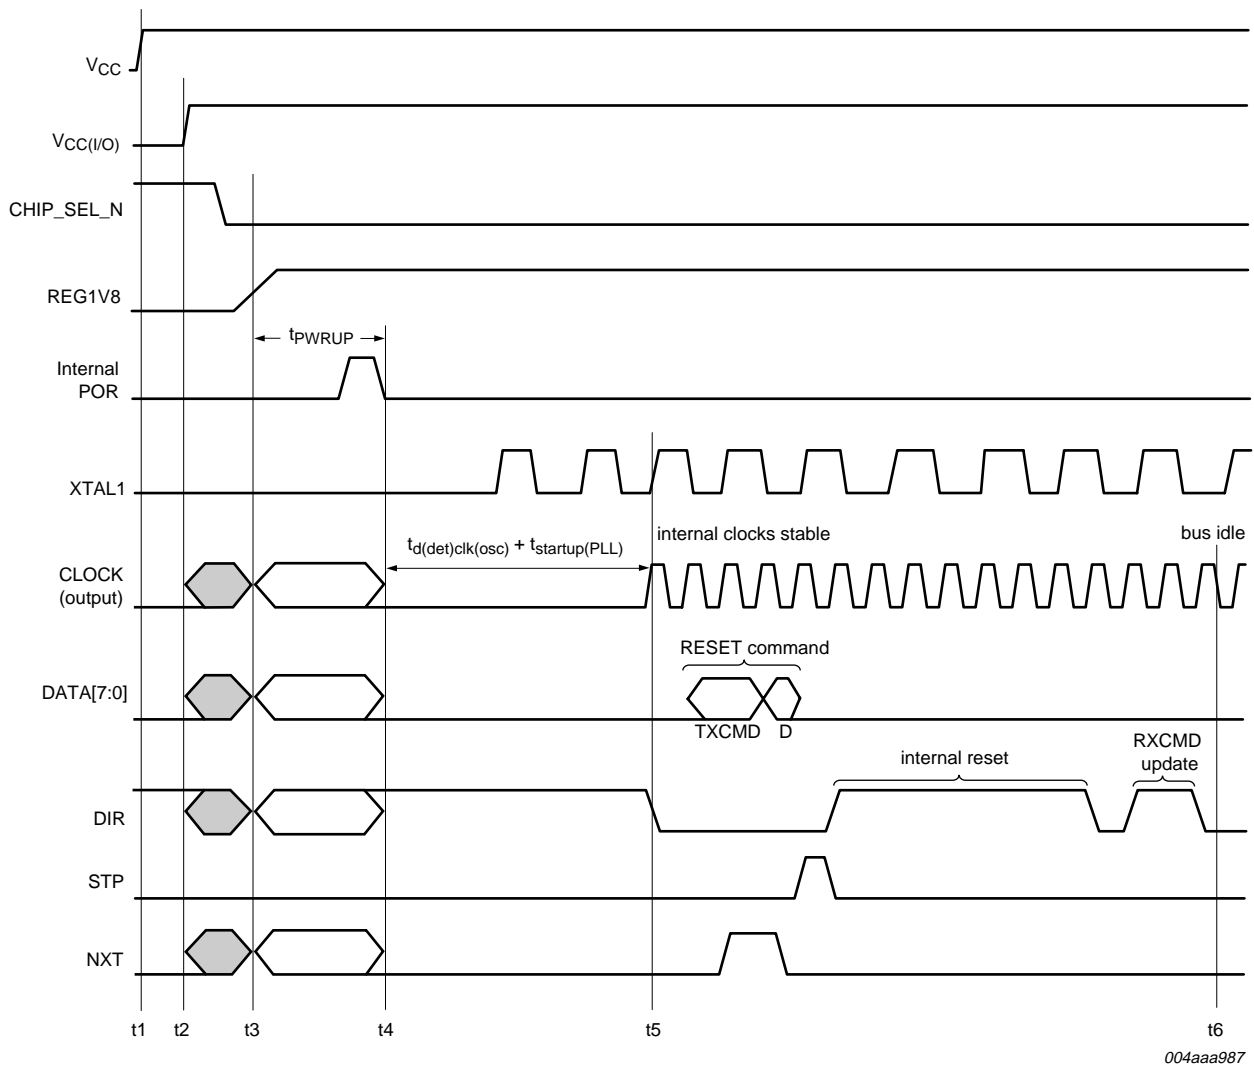 VCC
VCC(I/O)
CHIP_SEL_N
REG1V8
tPWRUP
Internal
POR
XTAL1
internal clocks stable
bus idle
td(det)clk(osc) + tstartup(PLL)
CLOCK
(output)
RESET command
DATA[7:0]
TXCMD D
RXCMD
update
internal reset
DIR
STP
NXT
t1 t2 t3 t4 t5 t6
004aaa987